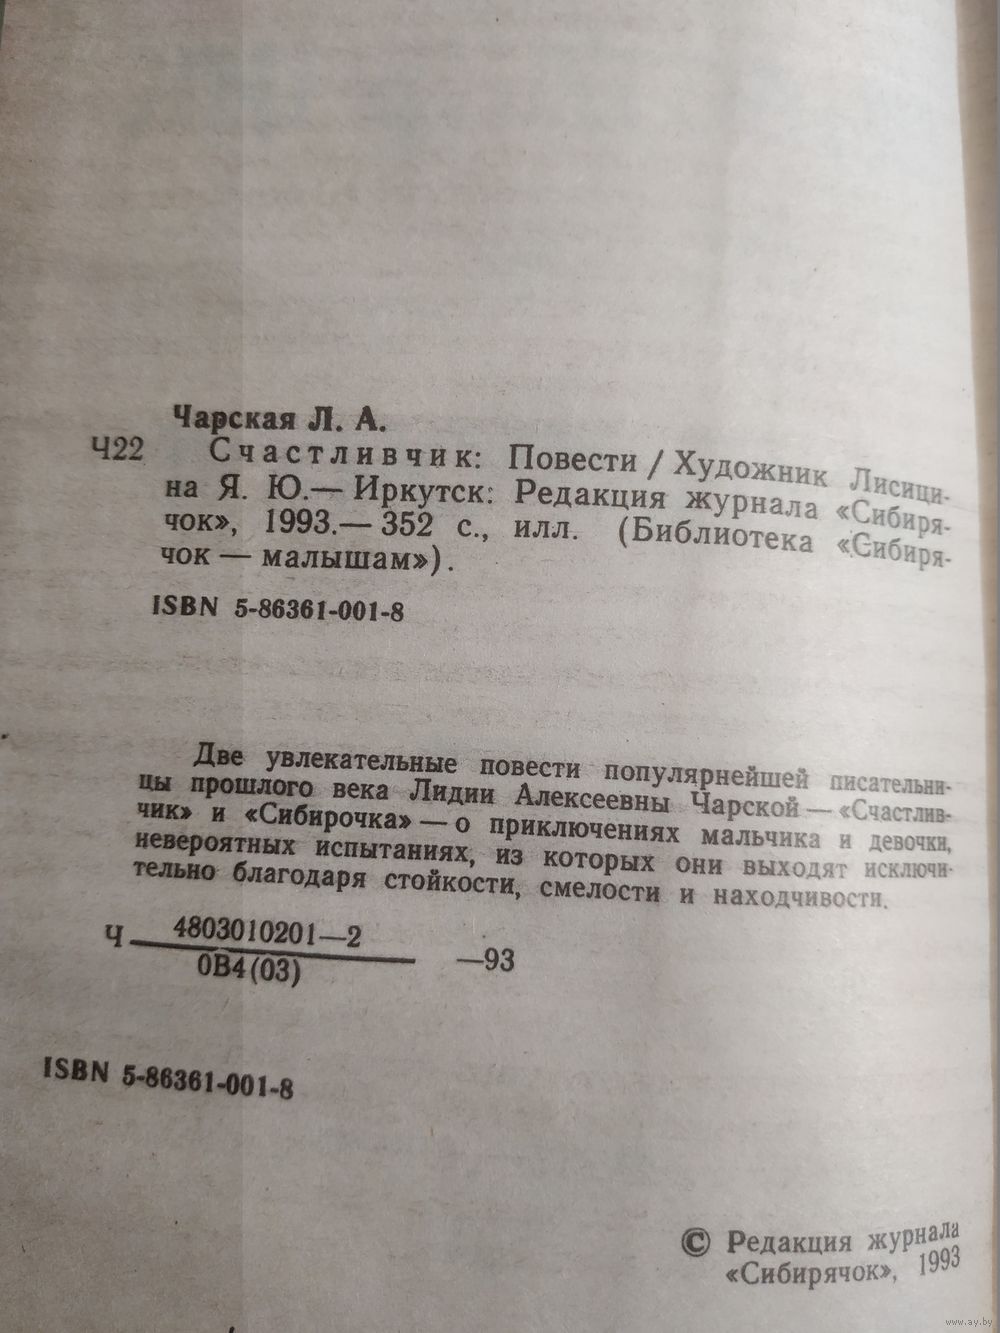 Чарская Л. А.
Ч22 Счастливчик: Повести / Художник Лисици-
на Я. Ю.— Иркутск: Редакция журнала «Сибиря-
чок», 1993.— 352 с., илл. (Библиотека «Сибиря-
чок — малышам»).
ISBN 5-86361-001-8
Две увлекательные повести популярнейшей писательни-
цы прошлого века Лидии Алексеевны Чарской — «Счастлив-
чик» и «Сибирочка» — о приключениях мальчика и девочки,
невероятных испытаниях, из которых они выходят исключи-
тельно благодаря стойкости, смелости и находчивости.
Ч 4803010201—2 —93
0В4(03)
ISBN 5-86361-001-8
© Редакция журнала
«Сибирячок», 1993
www.ay.by